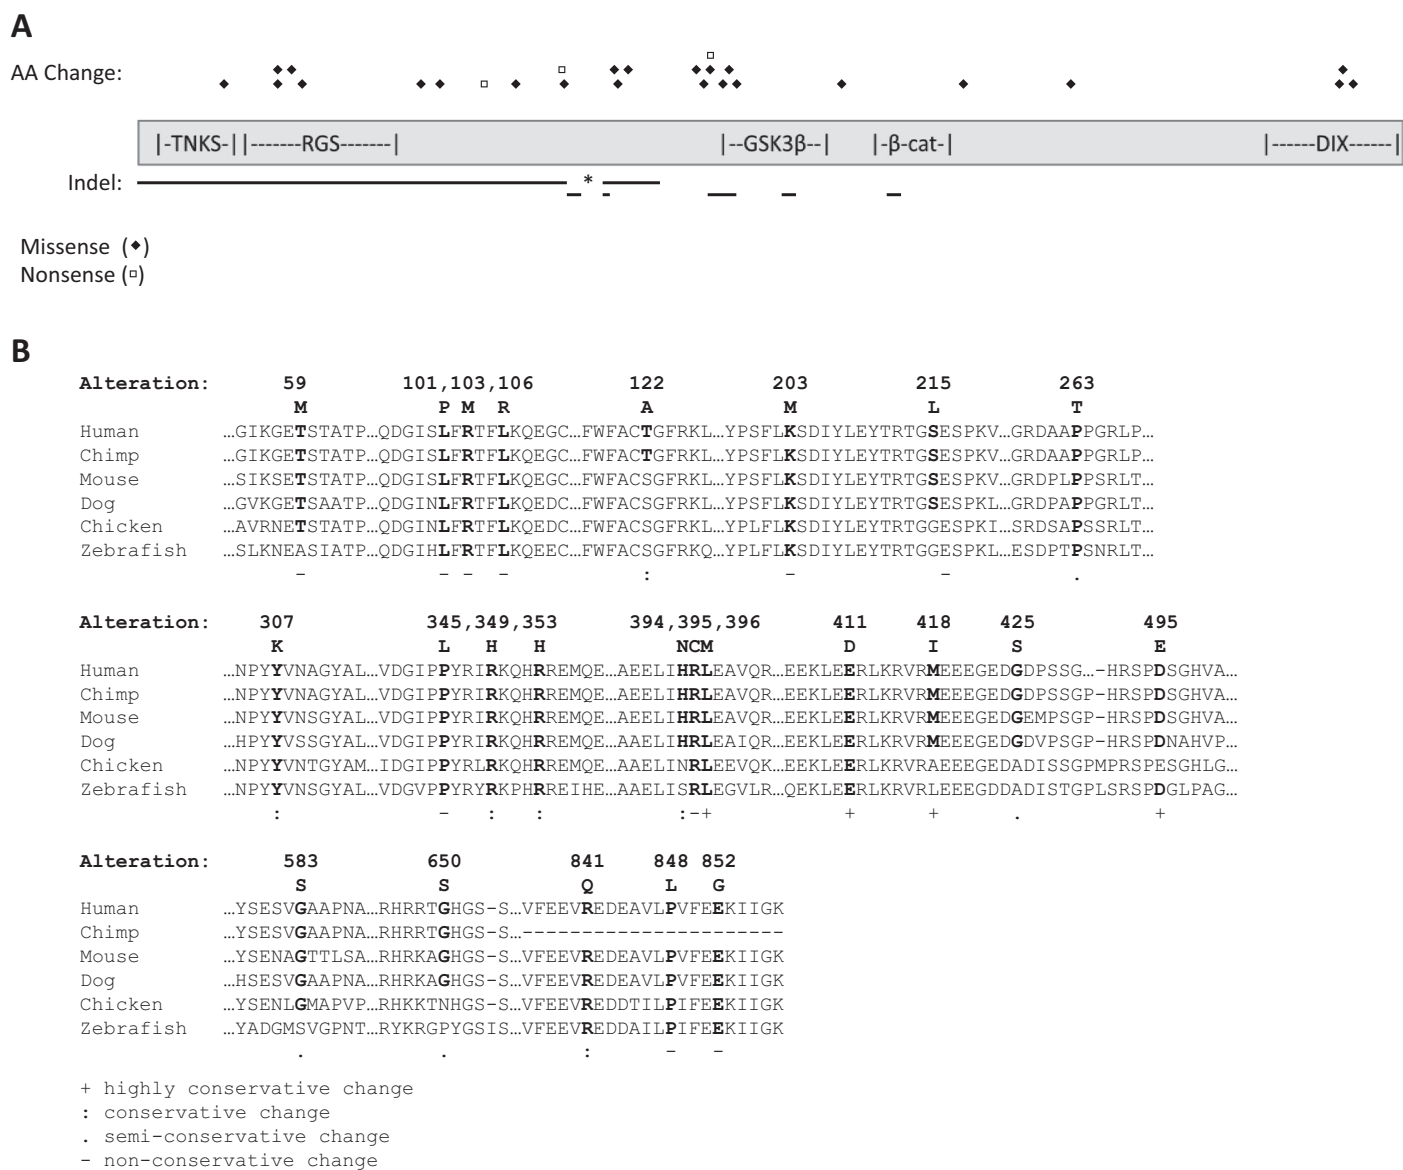 A
AA Change:
|-TNKS-||-------RGS-------| |--GSK3β--| |-β-cat-| |------DIX------|
Indel: *
Missense (◆)
Nonsense (▫)
B
Alteration: 59 101,103,106 122 203 215 263
M P M R A M L T
Human …GIKGETSTATP…QDGISLFRTFLKQEGC…FWFACTGFRKL…YPSFLKSDIYLEYTRTGSESPKV…GRDAAPPGRLP…
Chimp …GIKGETSTATP…QDGISLFRTFLKQEGC…FWFACTGFRKL…YPSFLKSDIYLEYTRTGSESPKV…GRDAAPPGRLP…
Mouse …SIKSETSTATP…QDGISLFRTFLKQEGC…FWFACSGFRKL…YPSFLKSDIYLEYTRTGSESPKV…GRDPLPPSRLT…
Dog …GVKGETSAATP…QDGINLFRTFLKQEDC…FWFACSGFRKL…YPSFLKSDIYLEYTRTGSESPKL…GRDPAPPGRLT…
Chicken …AVRNETSTATP…QDGINLFRTFLKQEDC…FWFACSGFRKL…YPLFLKSDIYLEYTRTGGESPKI…SRDSAPSSRLT…
Zebrafish …SLKNEASIATP…QDGIHLFRTFLKQEEC…FWFACSGFRKQ…YPLFLKSDIYLEYTRTGGESPKL…ESDPTPSNRLT…
- - - - : - - .
Alteration: 307 345,349,353 394,395,396 411 418 425 495
K L H H NCM D I S E
Human …NPYYVNAGYAL…VDGIPPYRIRKQHRREMQE…AEELIHRLEAVQR…EEKLEERLKRVRMEEEGEDGDPSSG…-HRSPDSGHVA…
Chimp …NPYYVNAGYAL…VDGIPPYRIRKQHRREMQE…AEELIHRLEAVQR…EEKLEERLKRVRMEEEGEDGDPSSGP-HRSPDSGHVA…
Mouse …NPYYVNSGYAL…VDGIPPYRIRKQHRREMQE…AEELIHRLEAVQR…EEKLEERLKRVRMEEEGEDGEMPSGP-HRSPDSGHVA…
Dog …HPYYVSSGYAL…VDGIPPYRIRKQHRREMQE…AEELIHRLEAIQR…EEKLEERLKRVRMEEEGEDGDVPSGP-HRSPDNAHVP…
Chicken …NPYYVNTGYAM…IDGIPPYRLRKQHRREMQE…AEELINRLEEVQK…EEKLEERLKRVRAEEEGEDADISSGPMPRSPESGHLG…
Zebrafish …NPYYVNSGYAL…VDGVPPYRYRKPHRREIHE…AAELISRLEGVLR…QEKLEERLKRVRLEEEGDDADISTGPLSRSPDGLPAG…
: - : : :-+ + + . +
Alteration: 583 650 841 848 852
S S Q L G
Human …YSESVGAAPNA…RHRRTGHGS-S…VFEEVREDEAVLPVFEEKIIGK
Chimp …YSESVGAAPNA…RHRRTGHGS-S…----------------------
Mouse …YSENAGTTLSA…RHRKAGHGS-S…VFEEVREDEAVLPVFEEKIIGK
Dog …HSESVGAAPNA…RHRKAGHGS-S…VFEEVREDEAVLPVFEEKIIGK
Chicken …YSENLGMAPVP…RHKKTNHGS-S…VFEEVREDDTILPIFEEKIIGK
Zebrafish …YADGMSVGPNT…RYKRGPYGSIS…VFEEVREDDAILPIFEEKIIGK
. . : - -
+ highly conservative change
: conservative change
. semi-conservative change
- non-conservative change